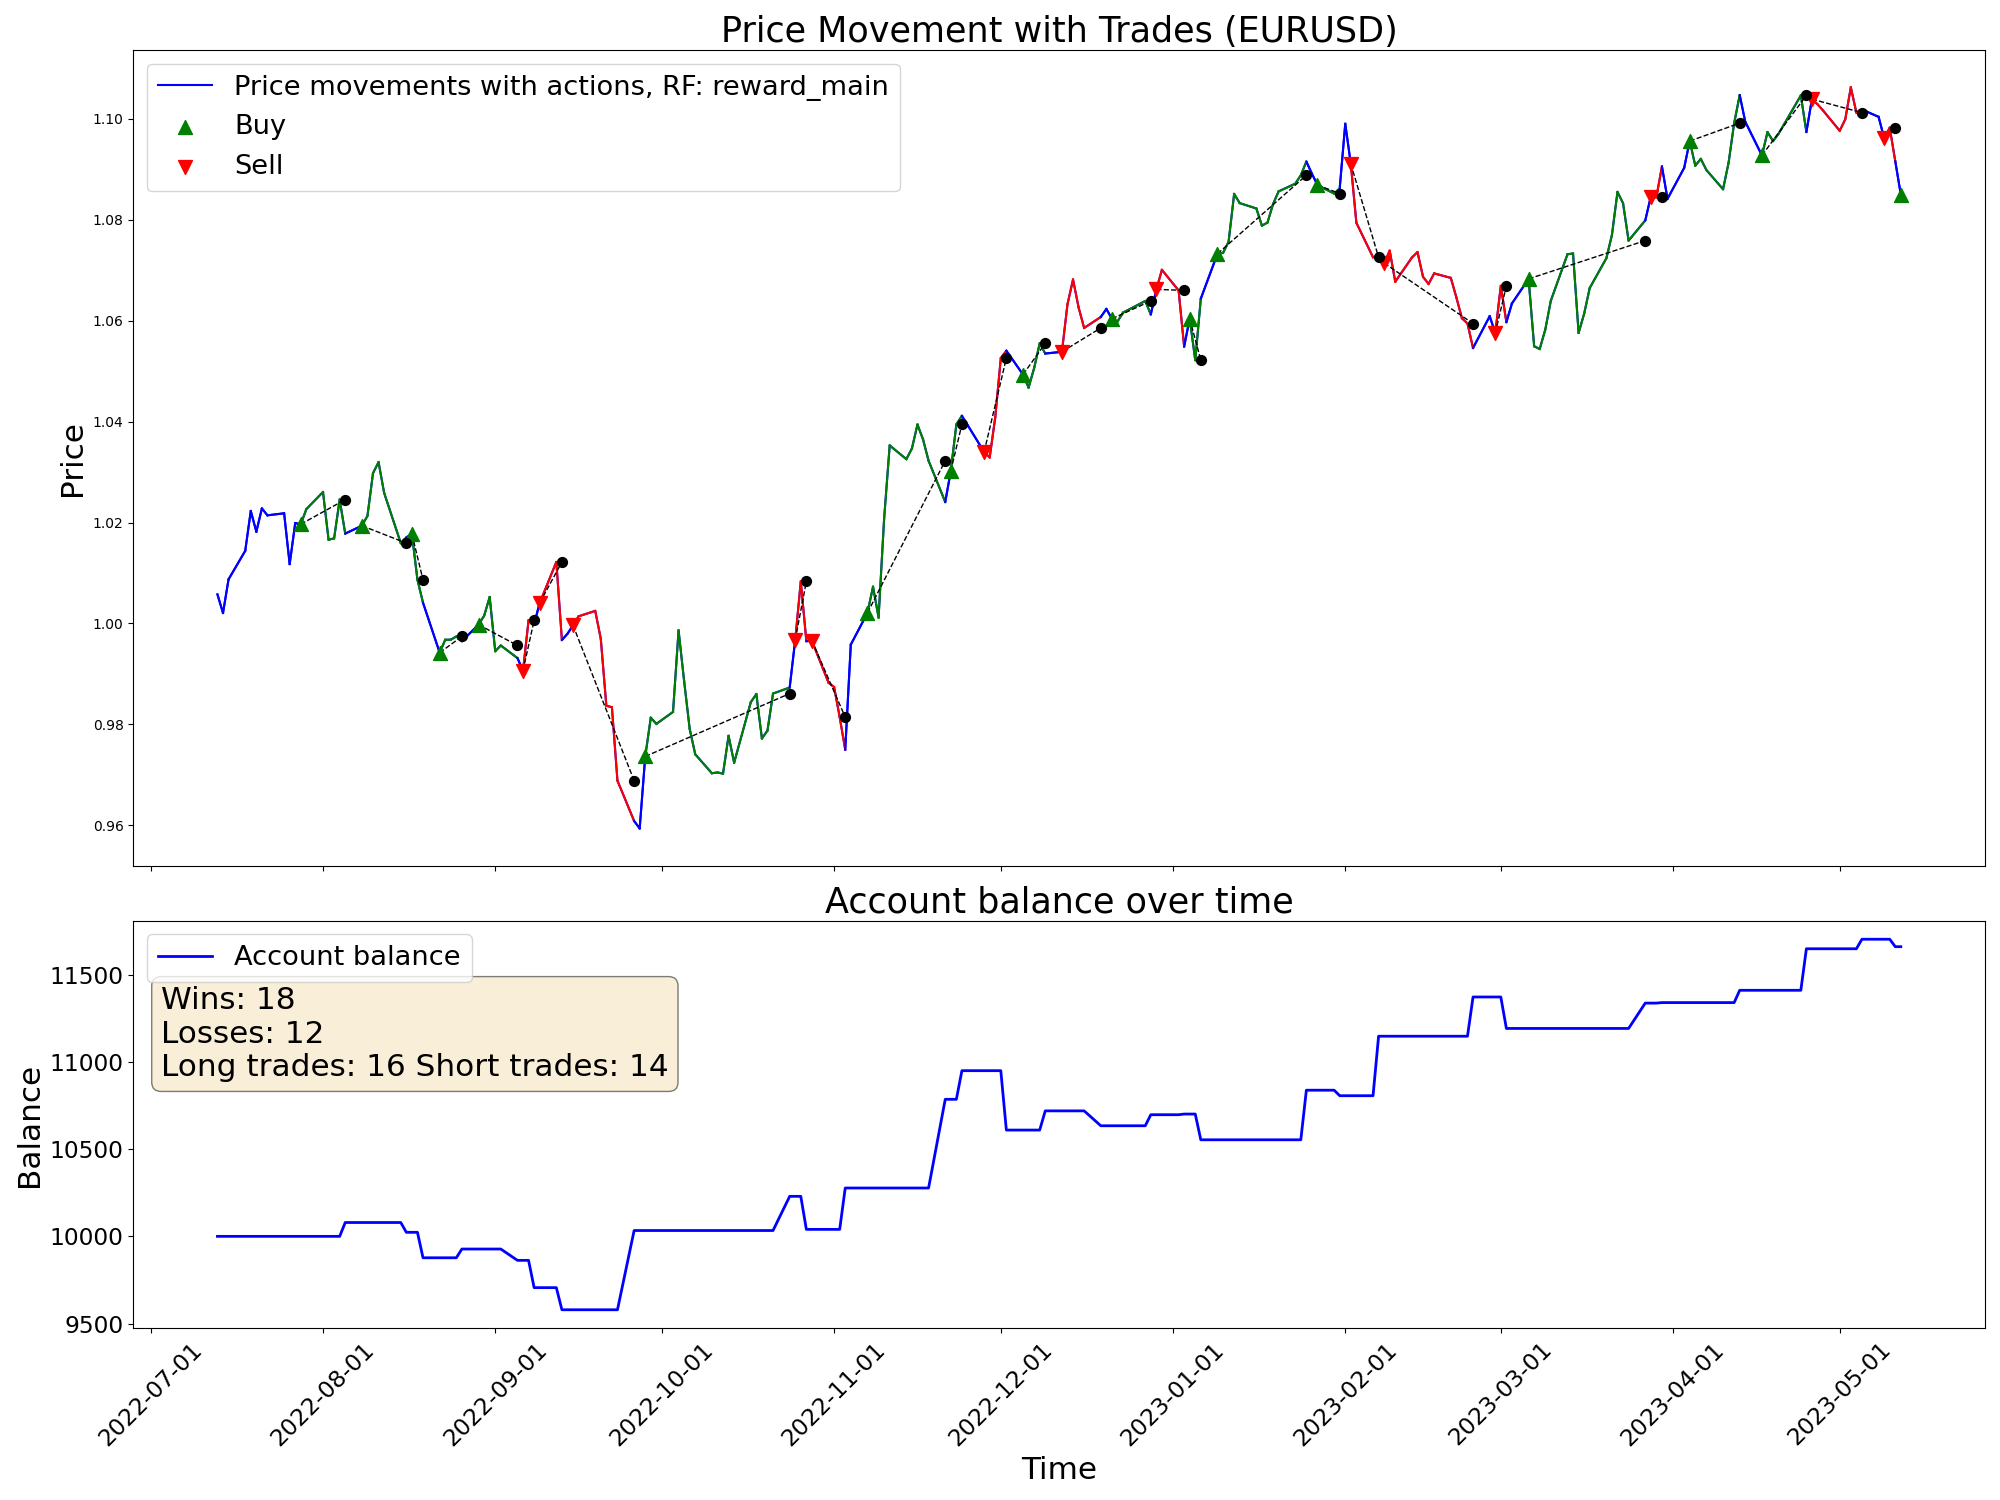 Price Movement with Trades (EURUSD)
Price movements with actions, RF: reward_main
Buy
Sell
Price
1.10
1.08
1.06
1.04
1.02
1.00
0.98
0.96
Account balance over time
Account balance
Wins: 18
Losses: 12
Long trades: 16 Short trades: 14
Balance
11500
11000
10500
10000
9500
2022-07-01
2022-08-01
2022-09-01
2022-10-01
2022-11-01
2022-12-01
2023-01-01
2023-02-01
2023-03-01
2023-04-01
2023-05-01
Time